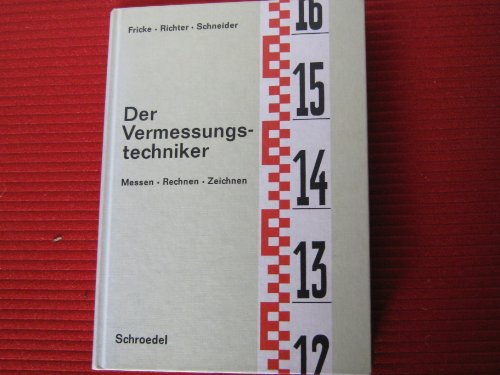 Fricke • Richter • Schneider
16
15
Der
Vermessungs-
techniker
14
Messen • Rechnen • Zeichnen
13
Schroedel
12